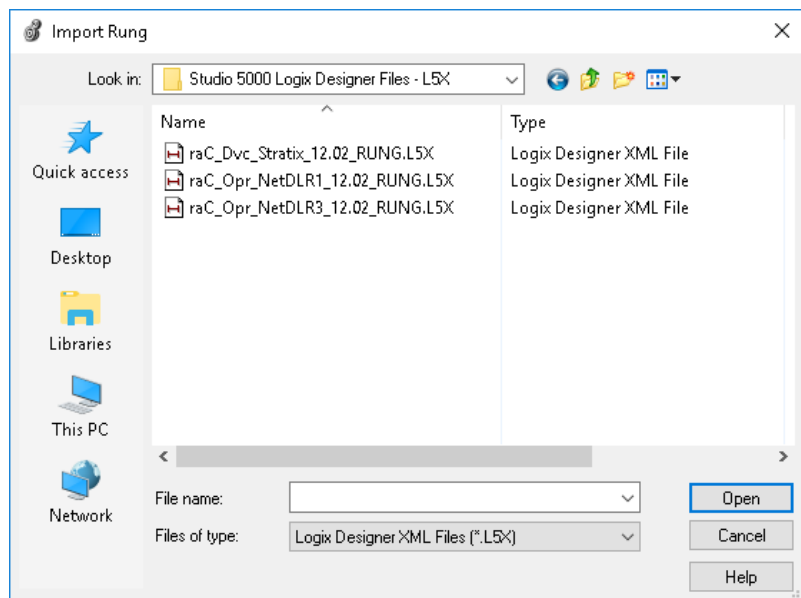 Import Rung
Look in: Studio 5000 Logix Designer Files - L5X
Name Type
raC_Dvc_Stratix_12.02_RUNG.L5X Logix Designer XML File
raC_Opr_NetDLR1_12.02_RUNG.L5X Logix Designer XML File
raC_Opr_NetDLR3_12.02_RUNG.L5X Logix Designer XML File
Quick access
Desktop
Libraries
This PC
Network
File name: Open
Files of type: Logix Designer XML Files (*.L5X) Cancel
Help